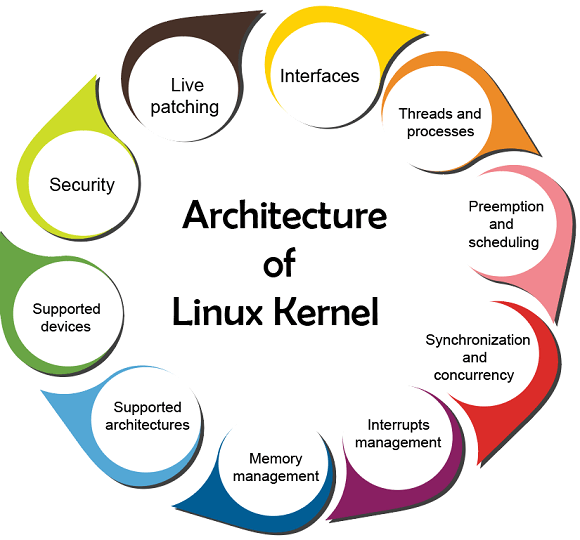 Architecture
of
Linux Kernel
Interfaces
Threads and
processes
Preemption
and
scheduling
Synchronization
and
concurrency
Interrupts
management
Memory
management
Supported
architectures
Supported
devices
Security
Live
patching